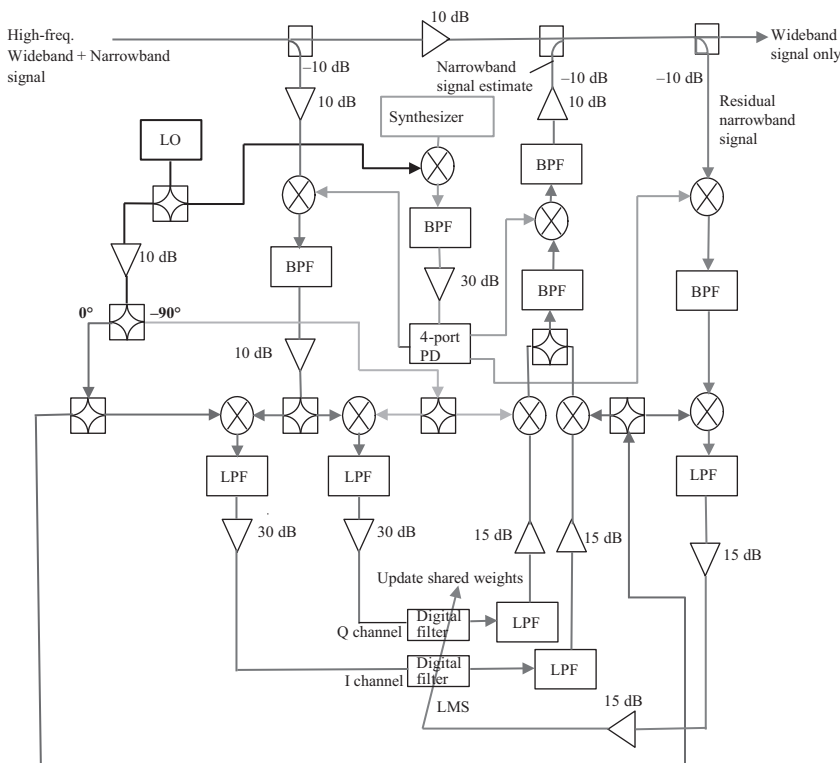 10 dB
High-freq.
Wideband + Narrowband
signal
Wideband
signal only
–10 dB
Narrowband
signal estimate
–10 dB
–10 dB
10 dB
10 dB
Synthesizer
Residual
narrowband
signal
LO
BPF
BPF
10 dB
BPF
30 dB
BPF
BPF
0°
–90°
4-port
PD
10 dB
LPF
LPF
LPF
30 dB
30 dB
15 dB
15 dB
15 dB
Update shared weights
Q channel
Digital
filter
LPF
I channel
Digital
filter
LPF
LMS
15 dB